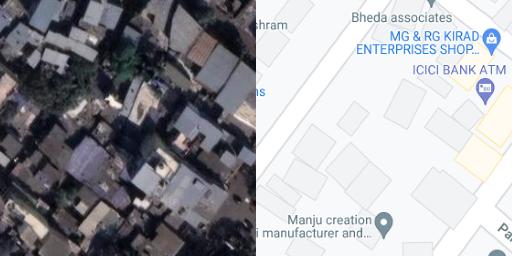 shram
Bheda associates
MG & RG KIRAD
ENTERPRISES SHOP...
ICICI BANK ATM
ns
Manju creation
i manufacturer and...
Pa